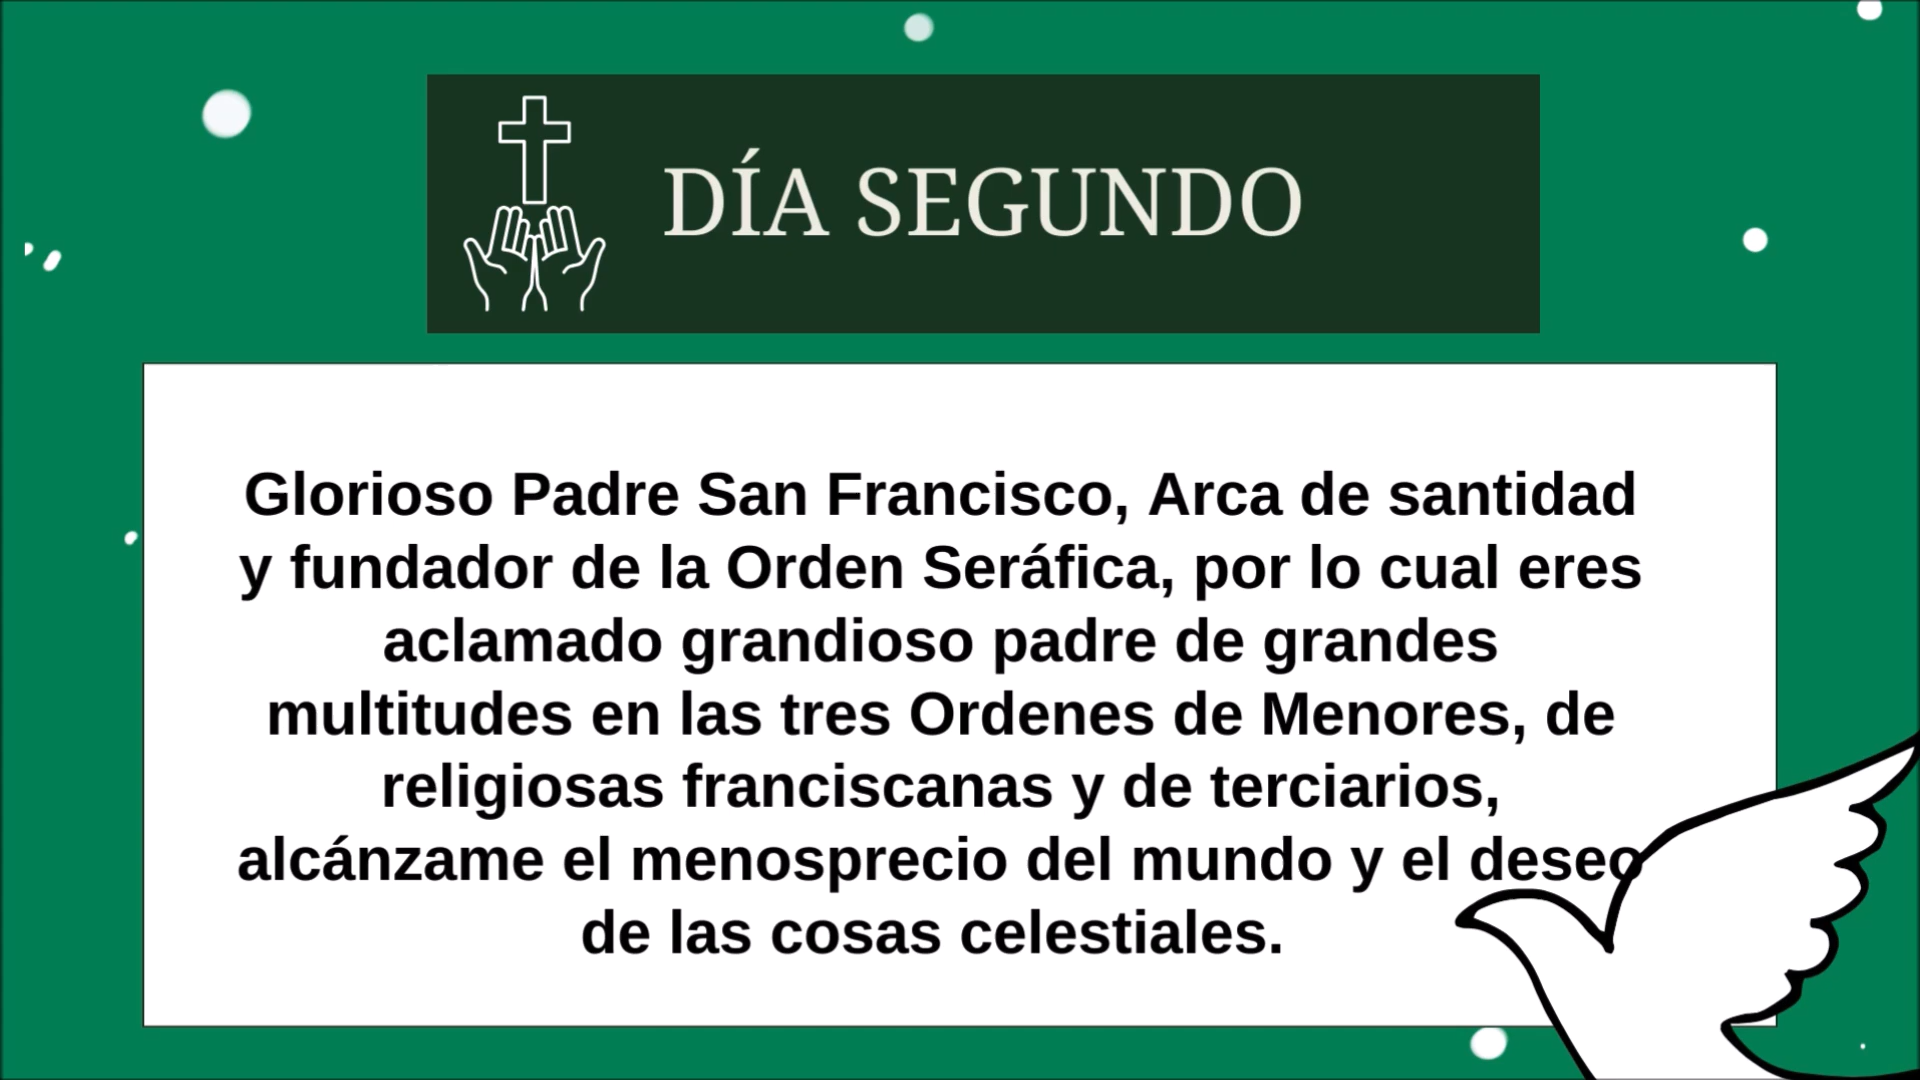 DÍA SEGUNDO
Glorioso Padre San Francisco, Arca de santidad
y fundador de la Orden Seráfica, por lo cual eres
aclamado grandioso padre de grandes
multitudes en las tres Ordenes de Menores, de
religiosas franciscanas y de terciarios,
alcánzame el menosprecio del mundo y el deseo
de las cosas celestiales.